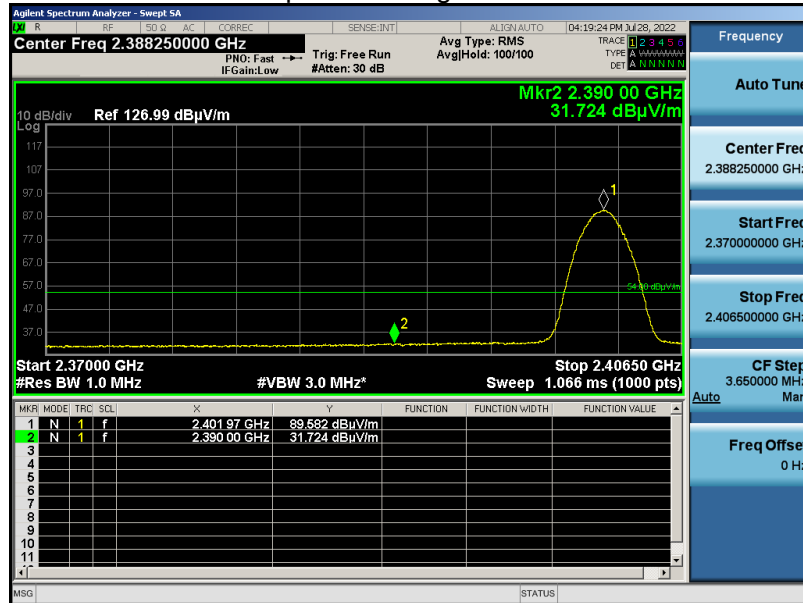 Agilent Spectrum Analyzer - Swept SA
LXI R RF 50 Ω AC CORREC SENSE:INT ALIGN AUTO 04:19:24 PM Jul 28, 2022
Center Freq 2.388250000 GHz
PNO: Fast
IFGain:Low
Trig: Free Run
#Atten: 30 dB
Avg Type: RMS
Avg|Hold: 100/100
TRACE 1 2 3 4 5 6
TYPE A WWWWW
DET A N N N N N
Mkr2 2.390 00 GHz
31.724 dBµV/m
10 dB/div Ref 126.99 dBµV/m
Log
117
107
97.0
87.0
77.0
67.0
57.0
47.0
37.0
1
2
54.00 dBµV/m
Start 2.37000 GHz Stop 2.40650 GHz
#Res BW 1.0 MHz #VBW 3.0 MHz* Sweep 1.066 ms (1000 pts)
MKR MODE TRC SCL X Y FUNCTION FUNCTION WIDTH FUNCTION VALUE
1 N 1 f 2.401 97 GHz 89.582 dBµV/m
2 N 1 f 2.390 00 GHz 31.724 dBµV/m
3
4
5
6
7
8
9
10
11
MSG STATUS
Frequency
Auto Tune
Center Freq
2.388250000 GHz
Start Freq
2.370000000 GHz
Stop Freq
2.406500000 GHz
CF Step
3.650000 MHz
Auto Man
Freq Offset
0 Hz